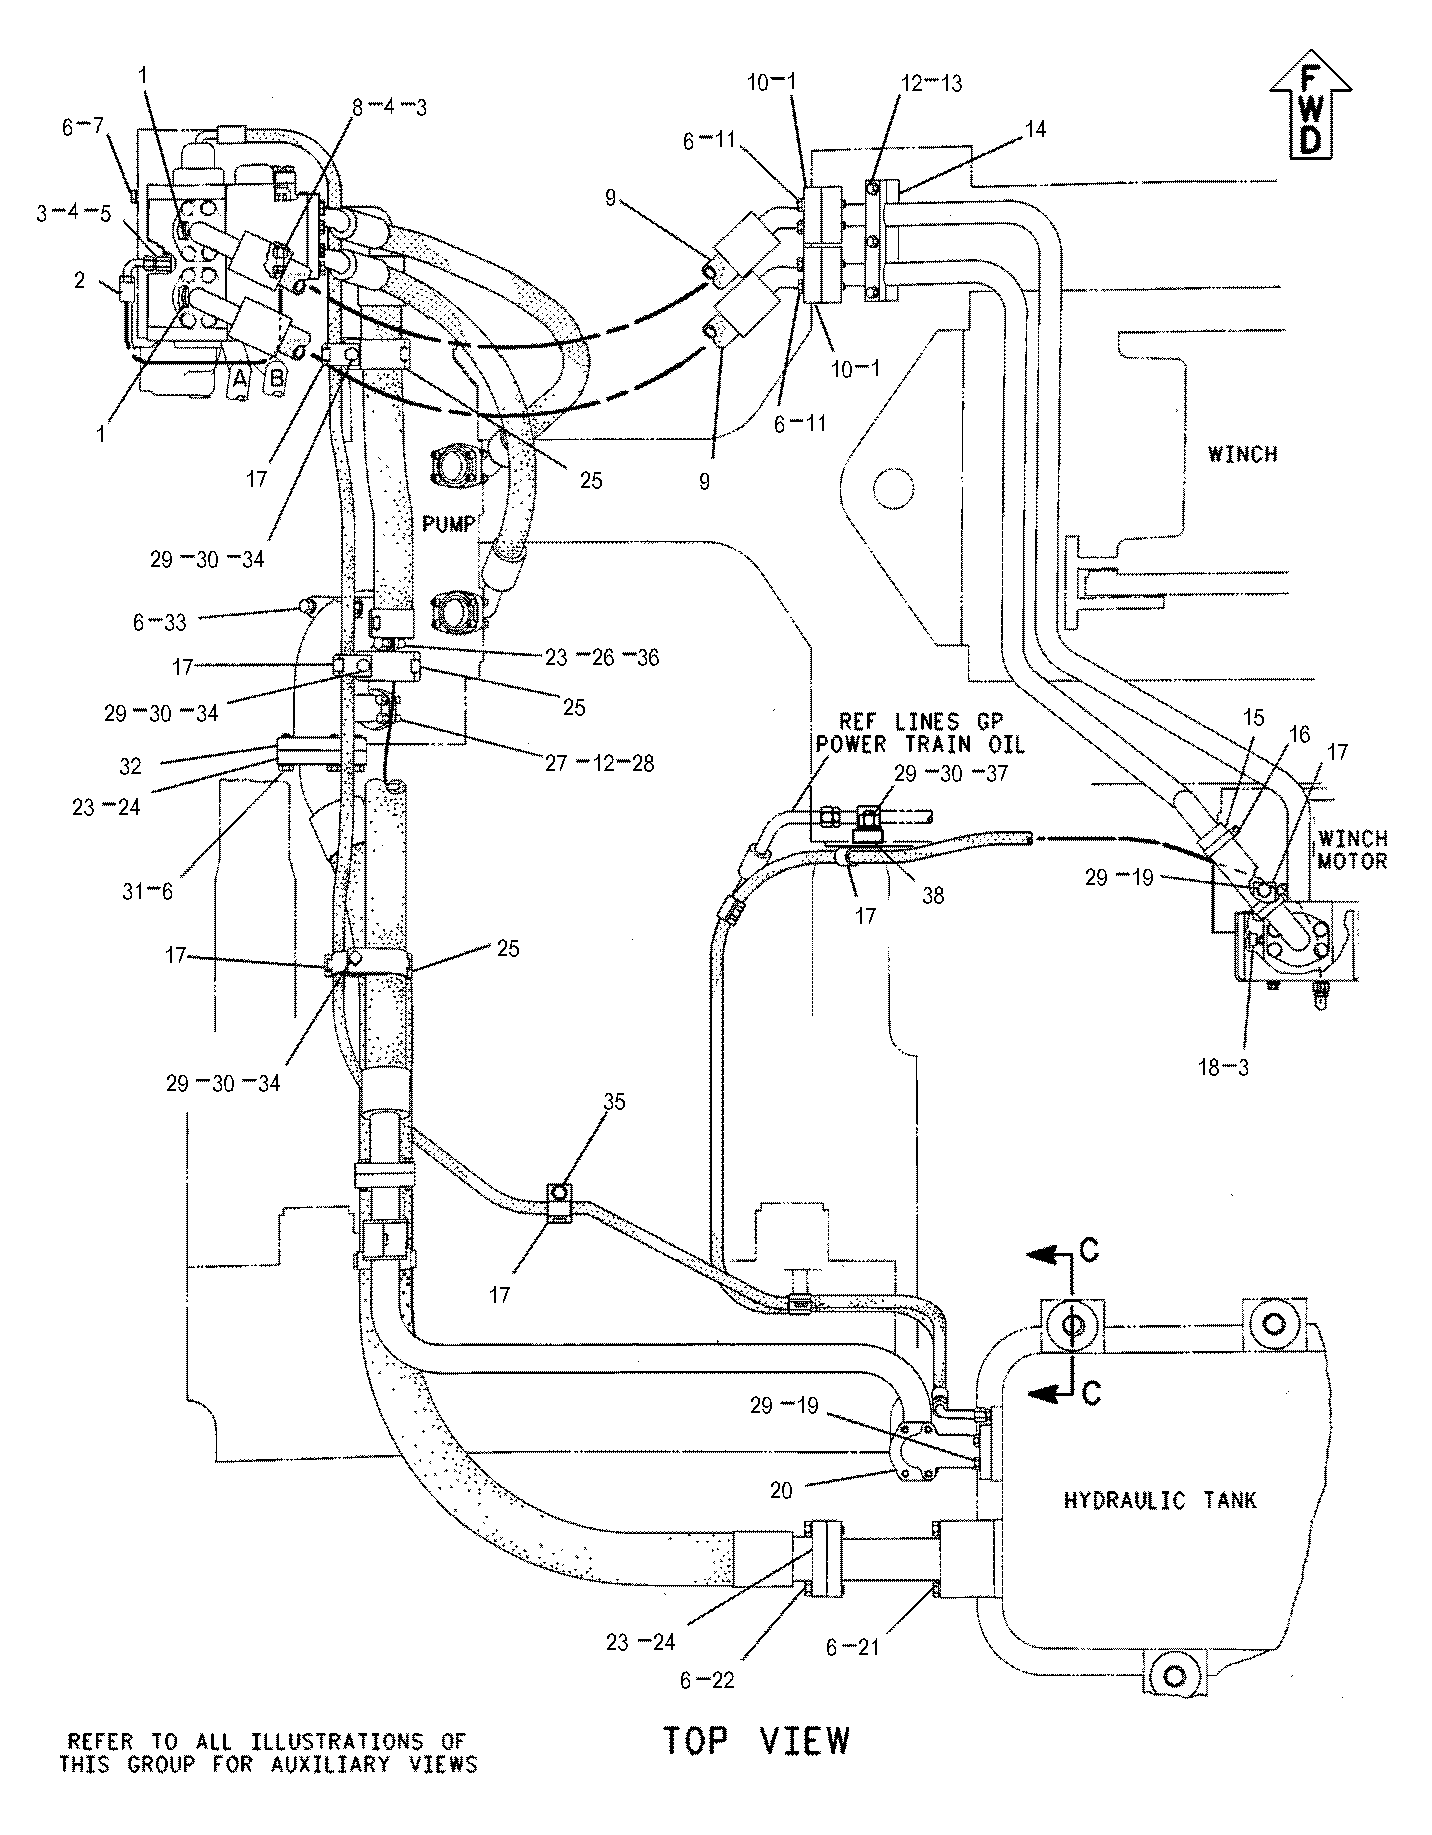 1
10-1
12-13
FWD
8-4-3
6-7
6-11
14
9
3-4-5
2
A
B
10-1
6-11
1
WINCH
17
25
9
PUMP
29-30-34
6-33
23-26-36
17
25
29-30-34
REF LINES GP
POWER TRAIN OIL
15
16
17
27-12-28
32
29-30-37
23-24
WINCH
MOTOR
29-19
31-6
38
17
25
17
18-3
29-30-34
35
C
17
C
29-19
20
HYDRAULIC TANK
23-24
6-21
6-22
TOP VIEW
REFER TO ALL ILLUSTRATIONS OF
THIS GROUP FOR AUXILIARY VIEWS